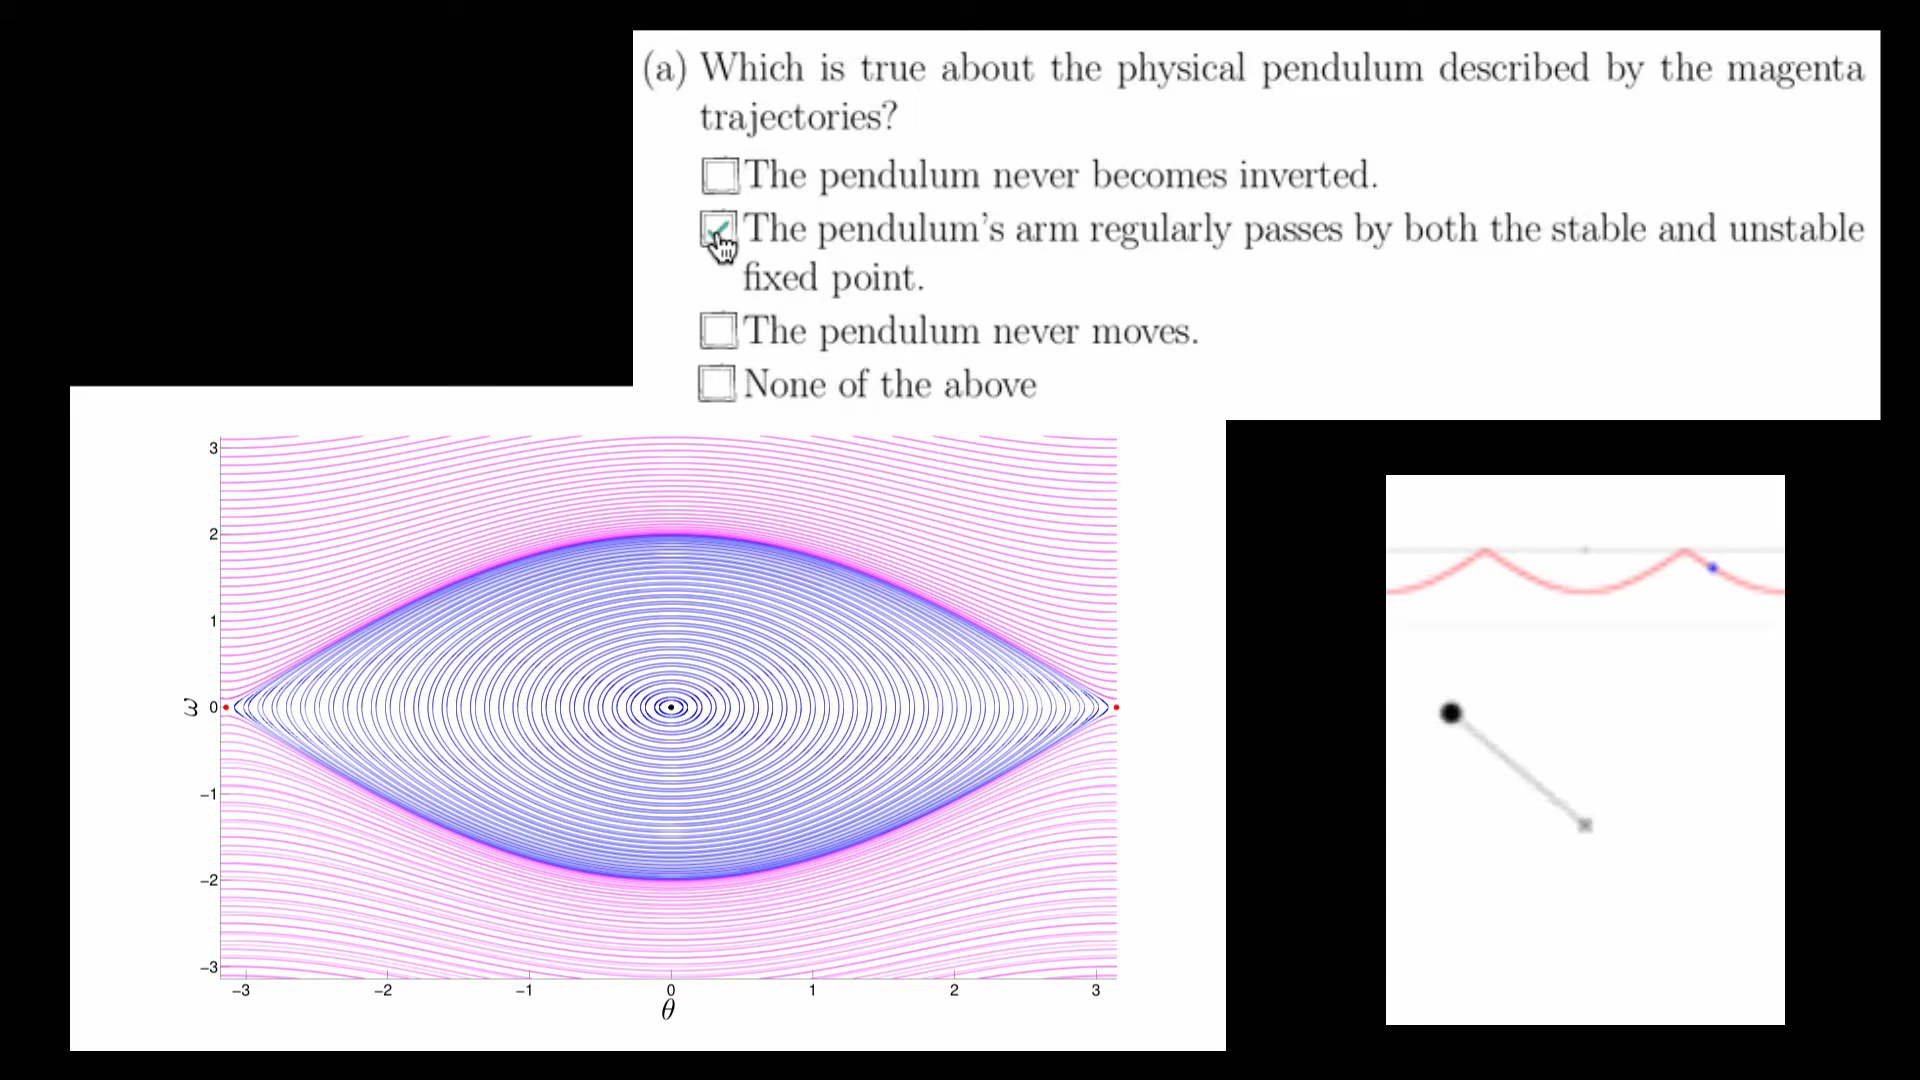 (a) Which is true about the physical pendulum described by the magenta
trajectories?
The pendulum never becomes inverted.
The pendulum's arm regularly passes by both the stable and unstable
fixed point.
The pendulum never moves.
None of the above
3
2
1
ω 0
−1
−2
−3
−3 −2 −1 0 1 2 3
θ